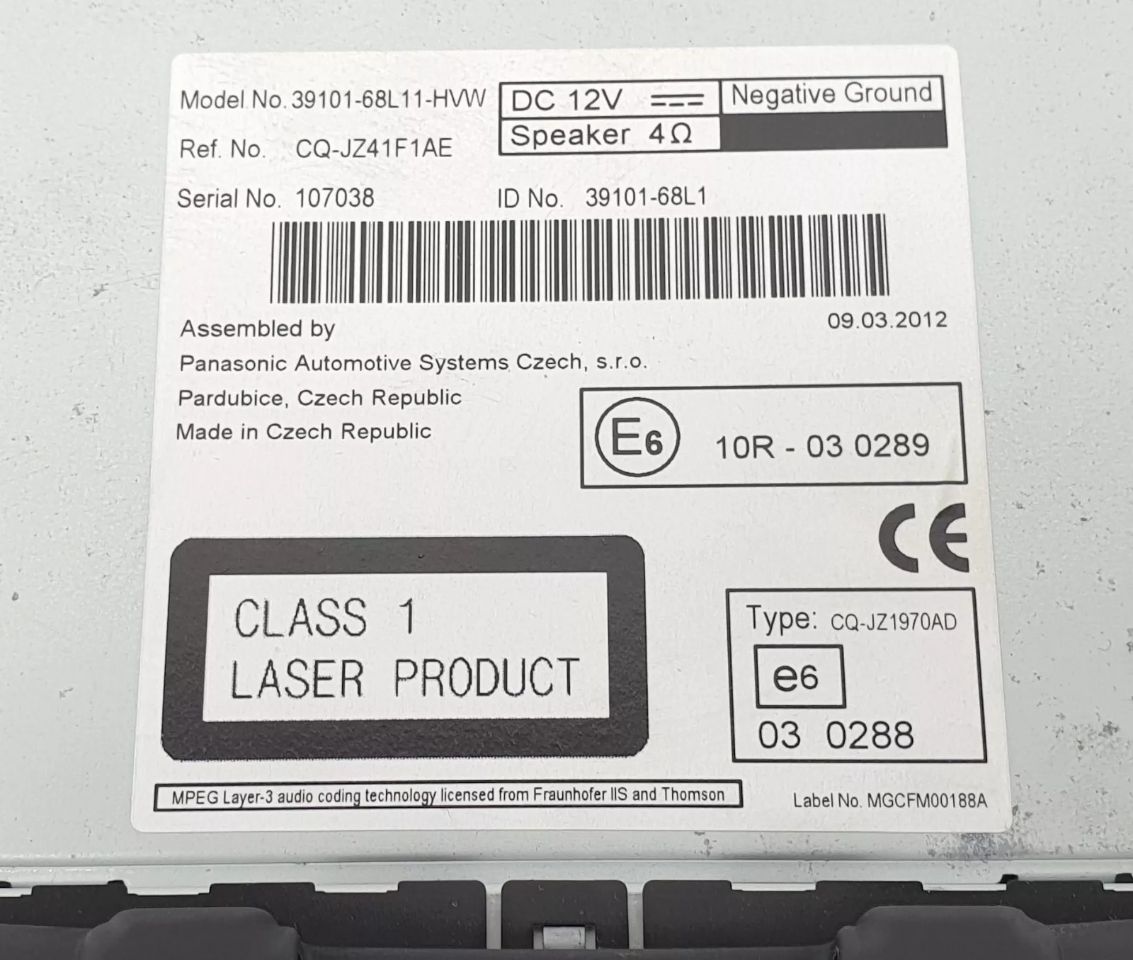 Model No. 39101-68L11-HVW
DC 12V
Negative Ground
Ref. No. CQ-JZ41F1AE
Speaker 4Ω
Serial No. 107038
ID No. 39101-68L1
09.03.2012
Assembled by
Panasonic Automotive Systems Czech, s.r.o.
Pardubice, Czech Republic
Made in Czech Republic
E6
10R - 03 0289
CE
CLASS 1
LASER PRODUCT
Type: CQ-JZ1970AD
e6
03 0288
MPEG Layer-3 audio coding technology licensed from Fraunhofer IIS and Thomson
Label No. MGCFM00188A